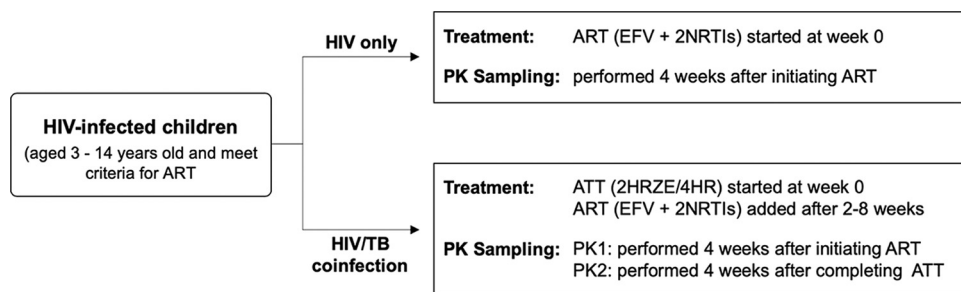 HIV only
Treatment: ART (EFV + 2NRTIs) started at week 0
PK Sampling: performed 4 weeks after initiating ART
HIV-infected children
(aged 3 - 14 years old and meet
criteria for ART
Treatment: ATT (2HRZE/4HR) started at week 0
ART (EFV + 2NRTIs) added after 2-8 weeks
HIV/TB
coinfection
PK Sampling: PK1: performed 4 weeks after initiating ART
PK2: performed 4 weeks after completing ATT